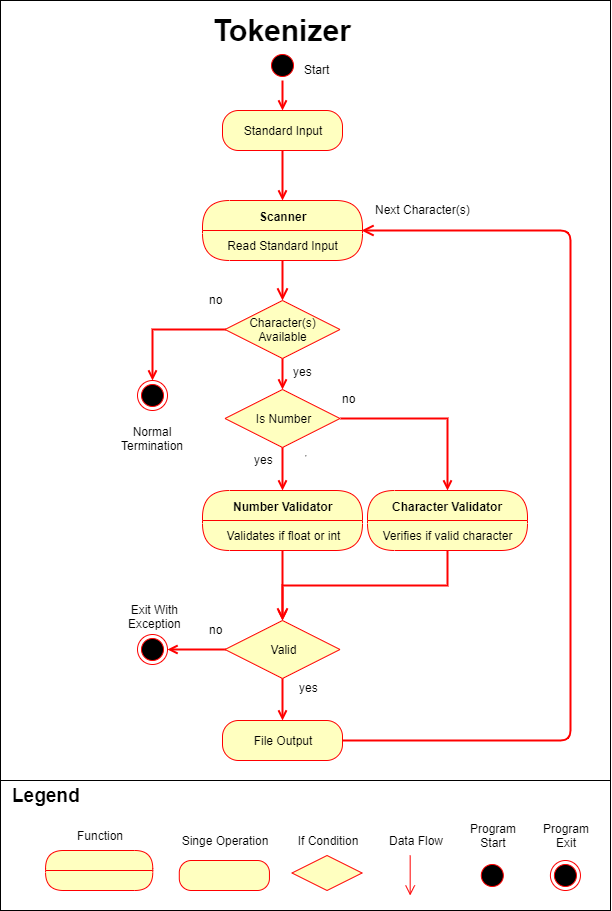 Tokenizer
Start
Standard Input
Next Character(s)
Scanner
Read Standard Input
no
Character(s)
Available
yes
no
Is Number
Normal
Termination
yes
Number Validator
Validates if float or int
Character Validator
Verifies if valid character
Exit With
Exception
no
Valid
yes
File Output
Legend
Function
Singe Operation
If Condition
Data Flow
Program
Start
Program
Exit